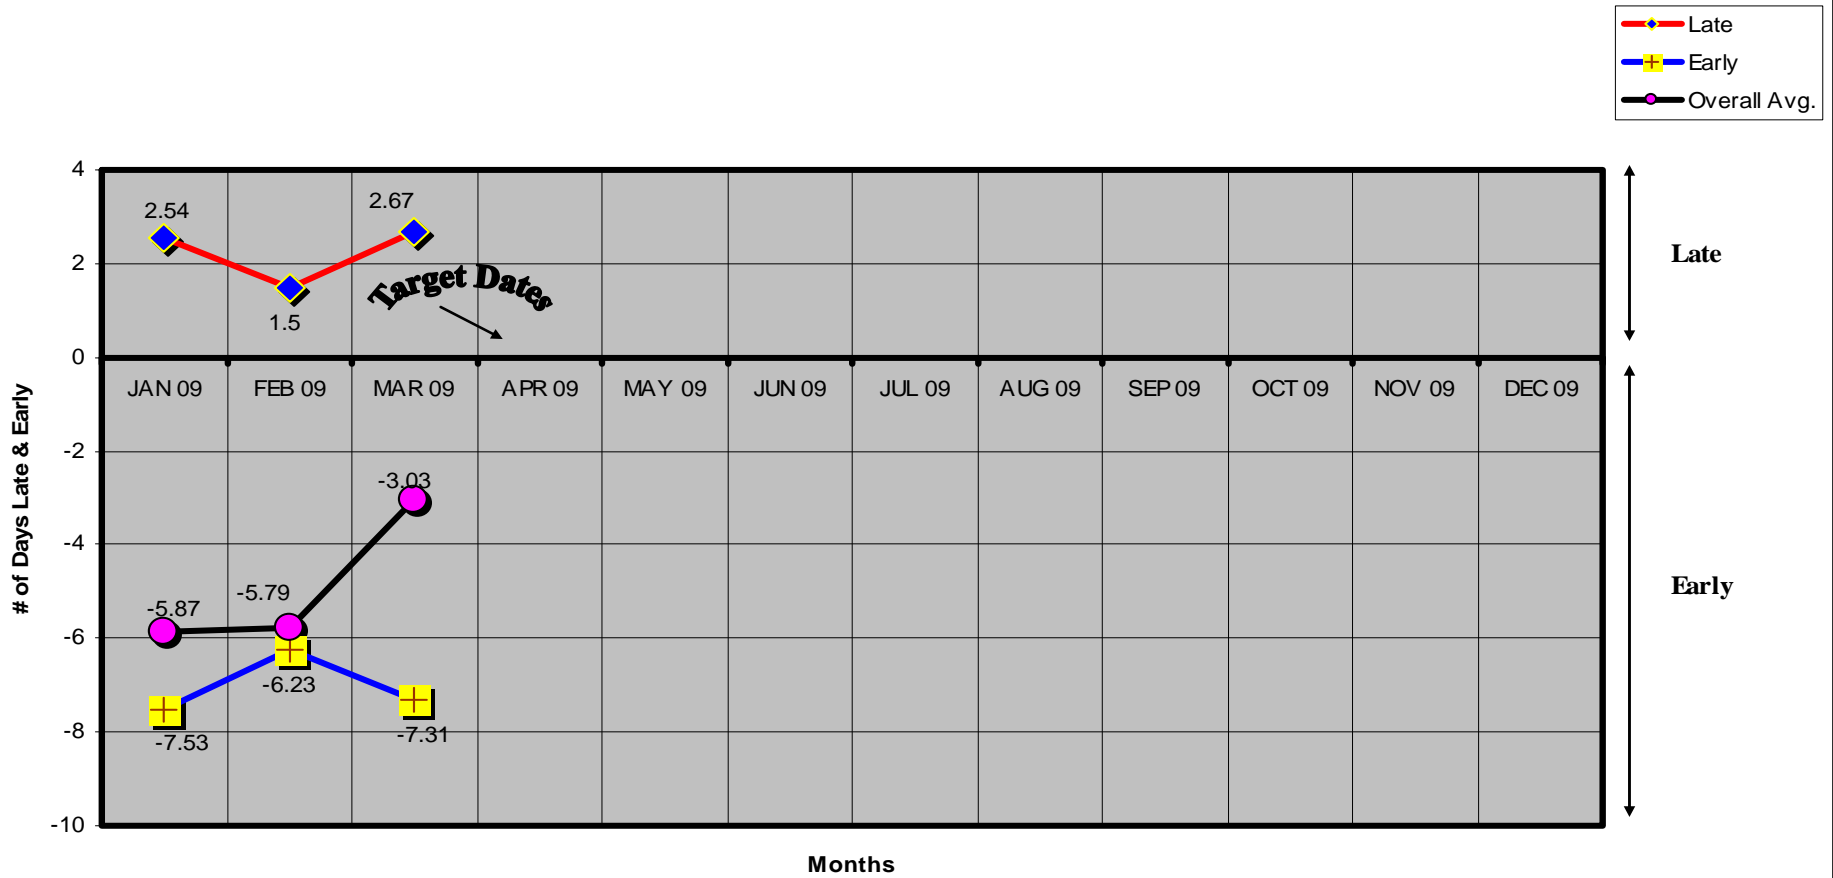 Late
Early
Overall Avg.
4
2.54
2.67
2
Target Dates
Late
1.5
0
JAN 09 FEB 09 MAR 09 APR 09 MAY 09 JUN 09 JUL 09 AUG 09 SEP 09 OCT 09 NOV 09 DEC 09
# of Days Late & Early
-2
-3.03
-4
-5.79
-5.87
Early
-6
-6.23
-7.31
-7.53
-8
-10
Months